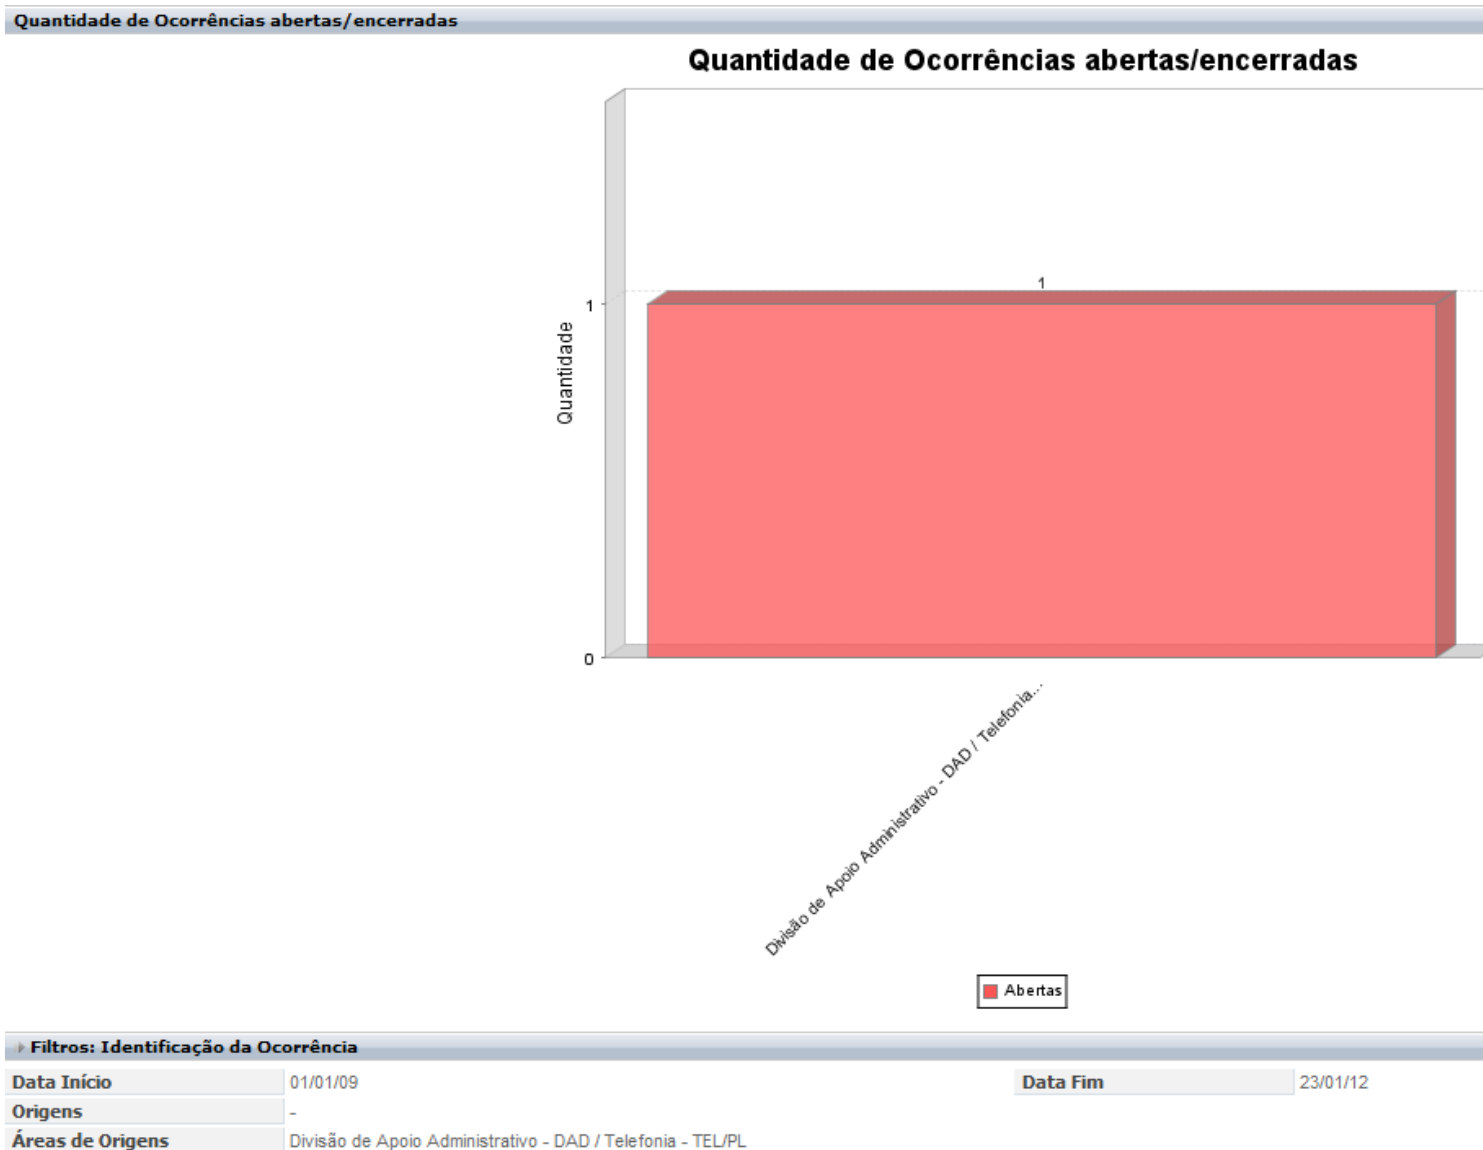 Quantidade de Ocorrências abertas/encerradas
Quantidade de Ocorrências abertas/encerradas
1
1
Quantidade
0
Divisão de Apoio Administrativo - DAD / Telefonia...
Abertas
Filtros: Identificação da Ocorrência
Data Início 01/01/09 Data Fim 23/01/12
Origens -
Áreas de Origens Divisão de Apoio Administrativo - DAD / Telefonia - TEL/PL